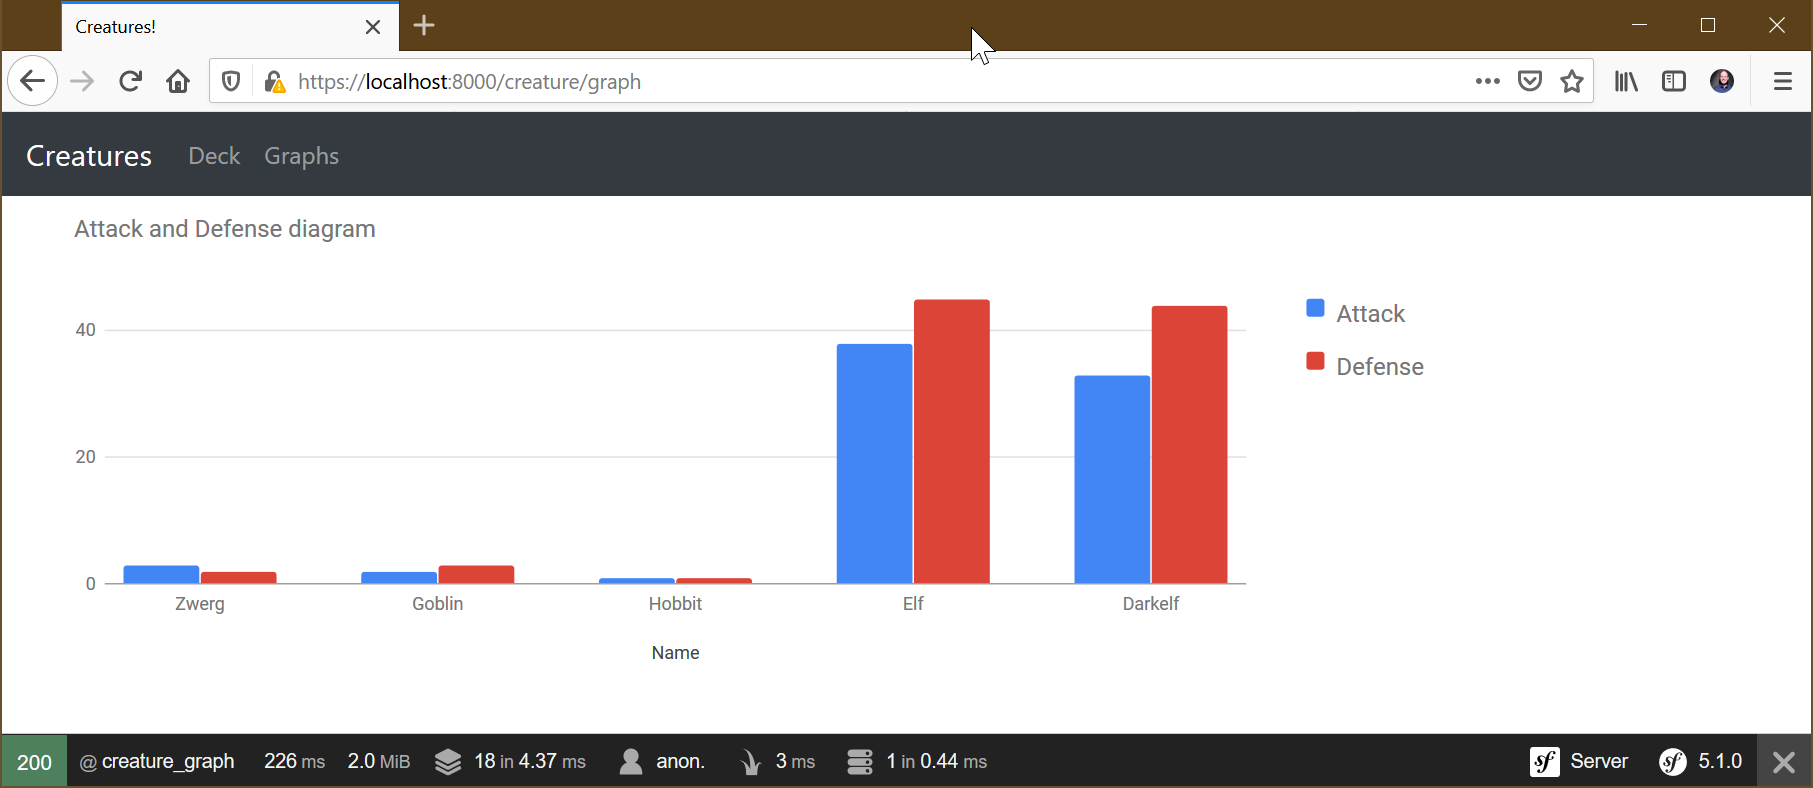 Creatures!
https://localhost:8000/creature/graph
Creatures Deck Graphs
Attack and Defense diagram
Attack
Defense
40
20
0
Zwerg Goblin Hobbit Elf Darkelf
Name
200 @ creature_graph 226 ms 2.0 MiB 18 in 4.37 ms anon. 3 ms 1 in 0.44 ms sf Server sf 5.1.0